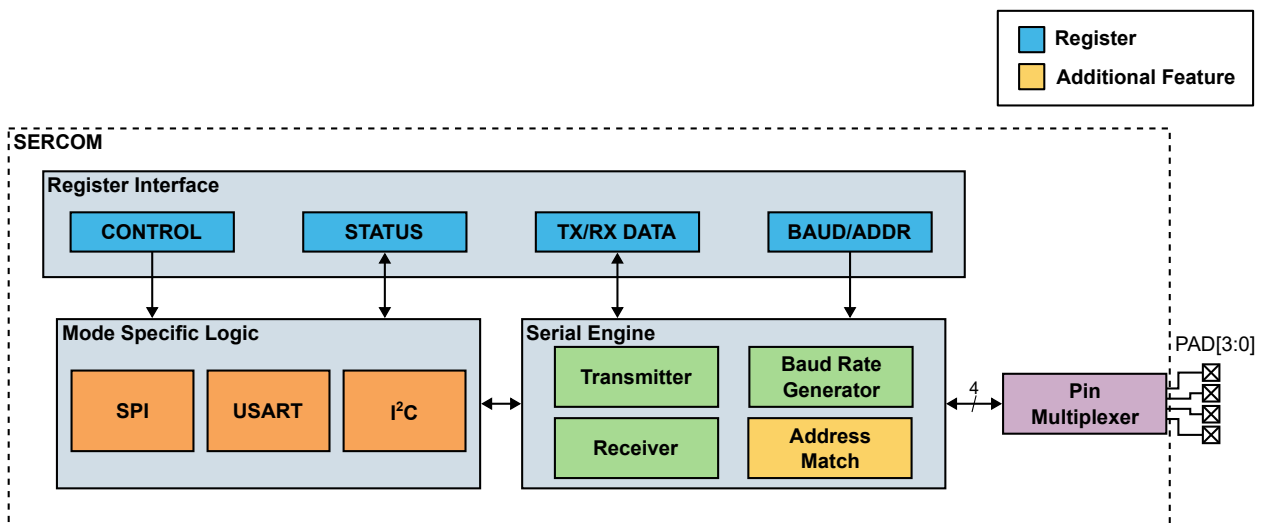 Register
Additional Feature
SERCOM
Register Interface
CONTROL
STATUS
TX/RX DATA
BAUD/ADDR
Mode Specific Logic
SPI
USART
I²C
Serial Engine
Transmitter
Baud Rate
Generator
Receiver
Address
Match
4
Pin
Multiplexer
PAD[3:0]